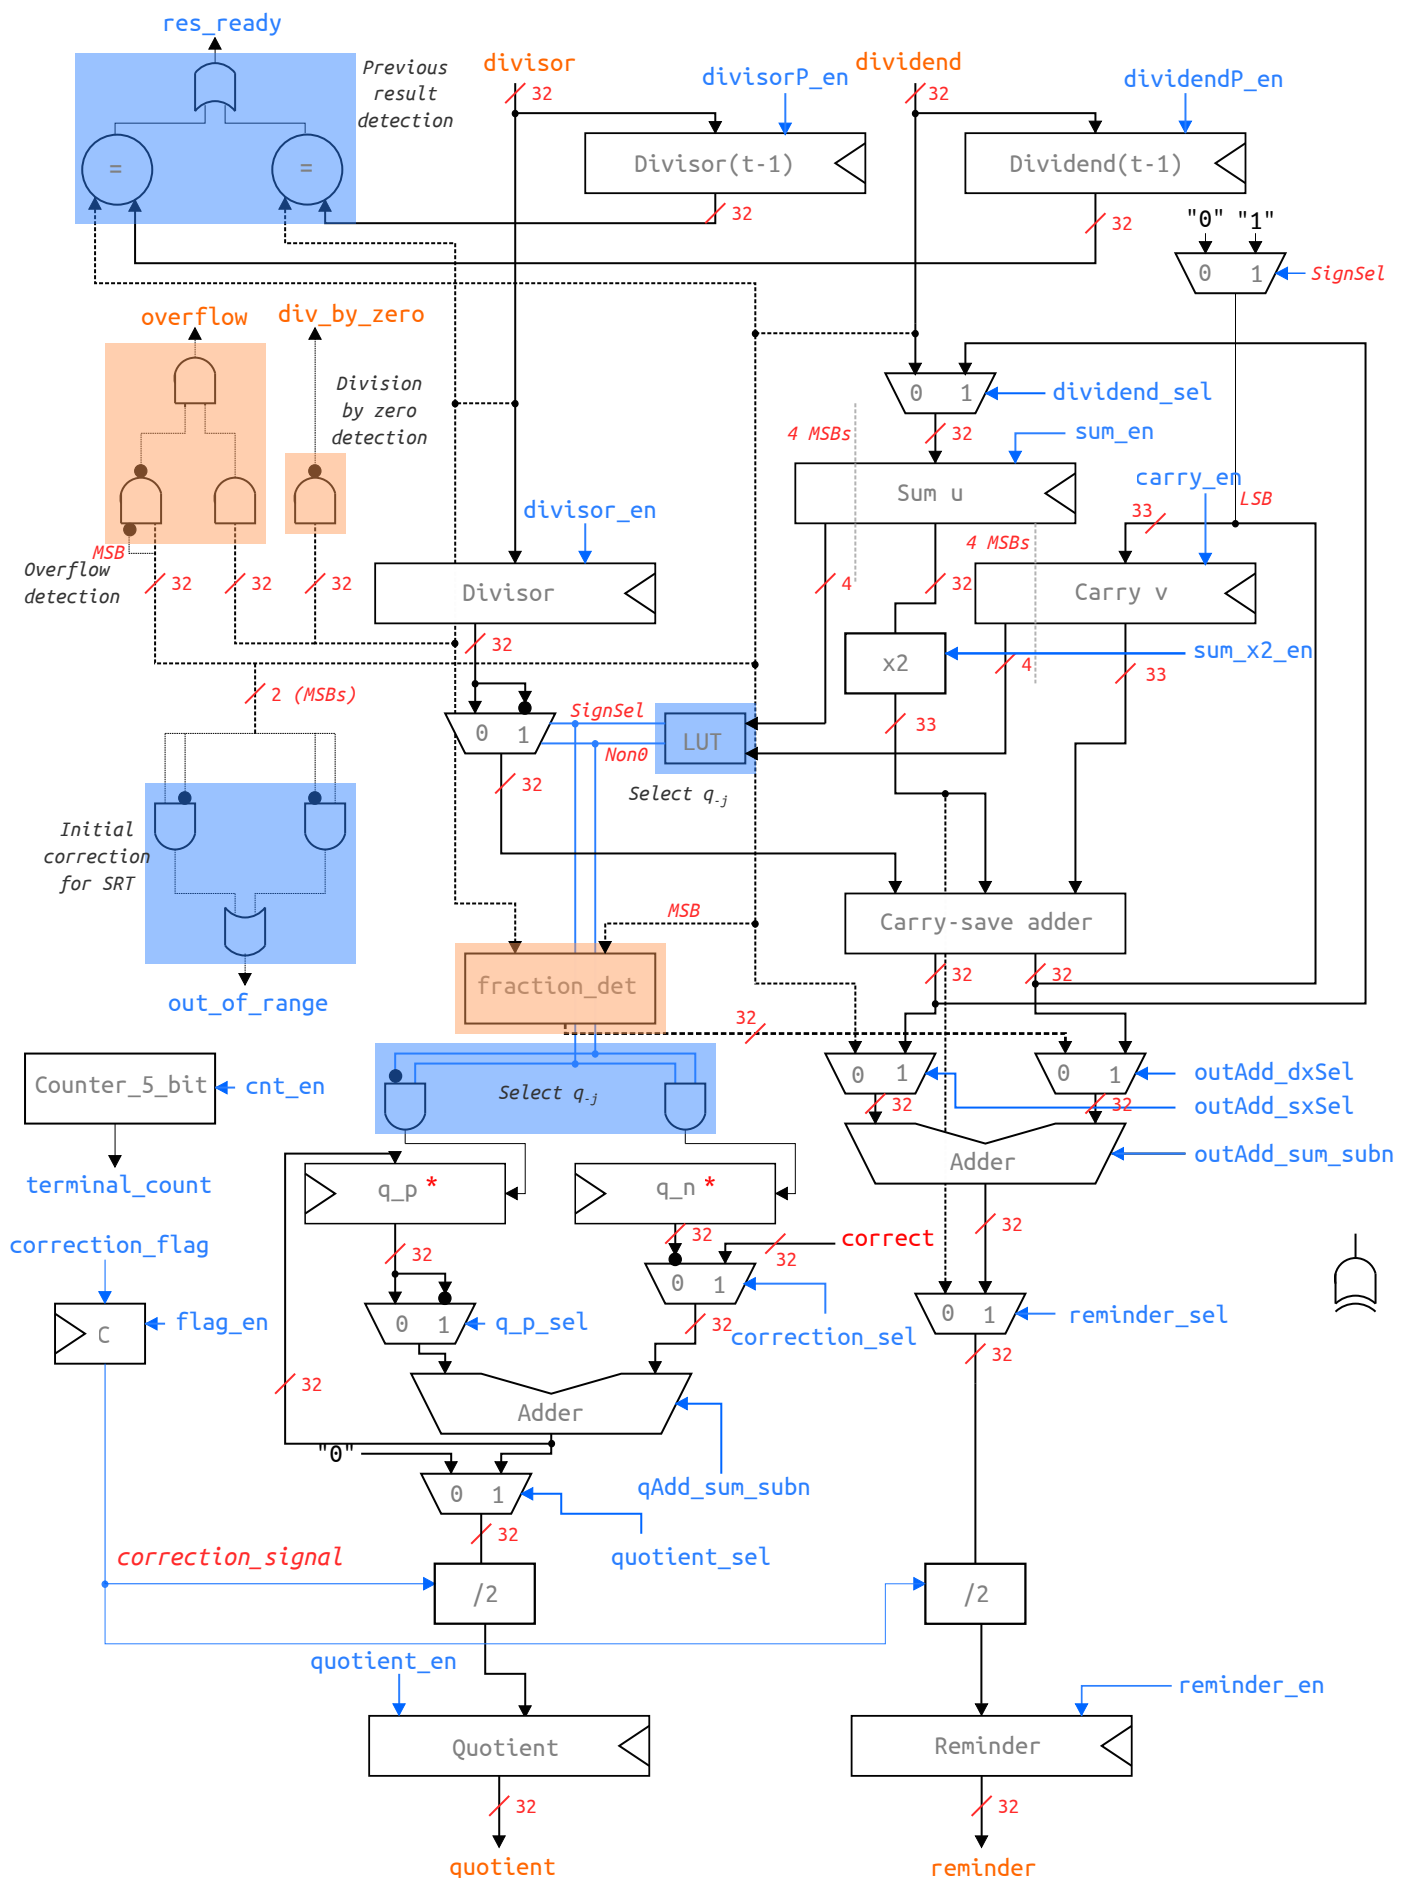 res_ready
Previous
result
detection
divisor
divisorP_en
dividend
dividendP_en
32
32
=
=
Divisor(t-1)
Dividend(t-1)
32
32
"0" "1"
0 1
SignSel
overflow
div_by_zero
Division
by zero
detection
0 1
dividend_sel
4 MSBs
32
sum_en
Sum u
carry_en
LSB
33
divisor_en
4 MSBs
MSB
Overflow
detection
32
32
32
Divisor
4
32
Carry v
32
x2
sum_x2_en
4
33
2 (MSBs)
SignSel
0 1
LUT
Non0
33
32
Select q-j
Initial
correction
for SRT
MSB
Carry-save adder
fraction_det
32
32
out_of_range
32
Counter_5_bit
cnt_en
Select q-j
0 1
0 1
outAdd_dxSel
32
32
outAdd_sxSel
Adder
outAdd_sum_subn
terminal_count
q_p *
q_n *
32
32
32
correct
32
correction_flag
0 1
0 1
reminder_sel
C
flag_en
0 1
q_p_sel
32
correction_sel
32
32
Adder
"0"
0 1
qAdd_sum_subn
32
quotient_sel
correction_signal
/2
/2
quotient_en
reminder_en
Quotient
Reminder
32
32
quotient
reminder